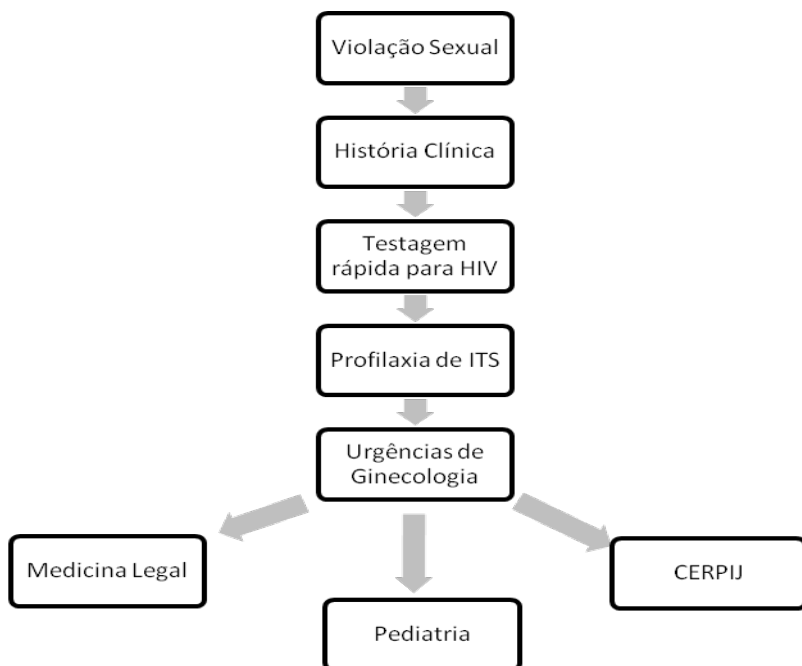 Violação Sexual
História Clínica
Testagem
rápida para HIV
Profilaxia de ITS
Urgências de
Ginecologia
Medicina Legal
CERPIJ
Pediatria